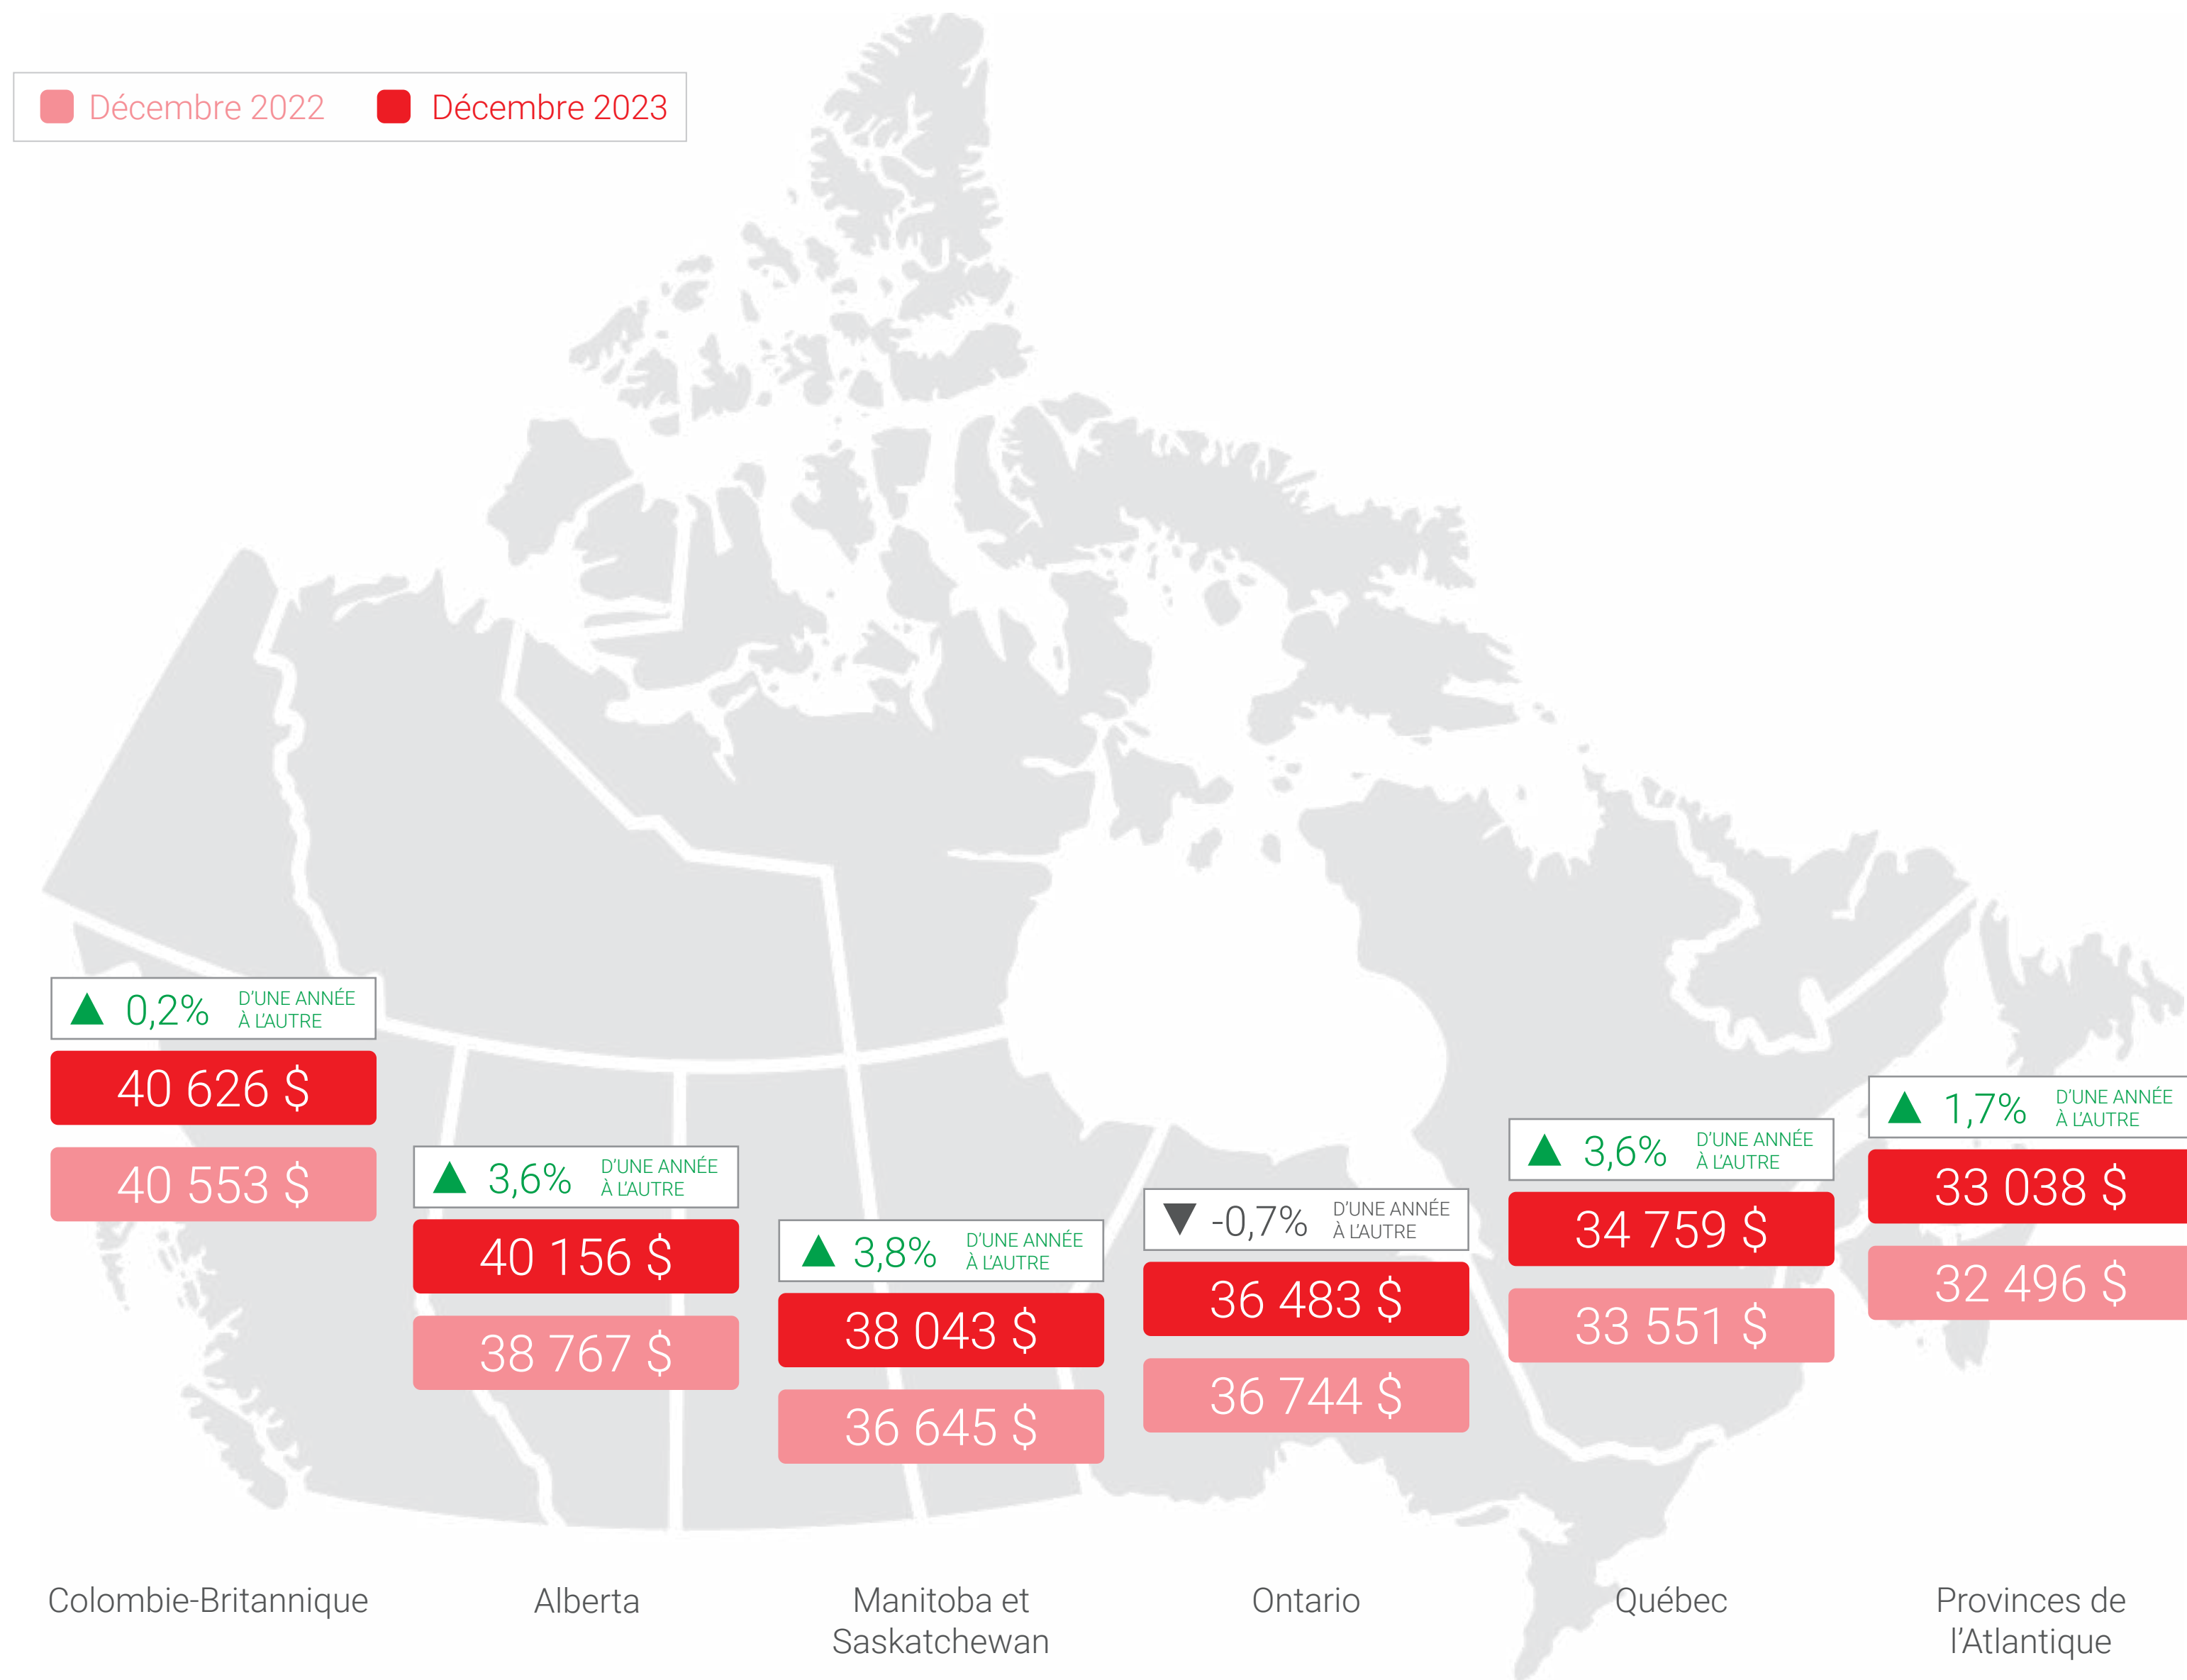 Décembre 2022
Décembre 2023
0,2%
D'UNE ANNÉE
À L'AUTRE
40 626 $
40 553 $
3,6%
D'UNE ANNÉE
À L'AUTRE
40 156 $
38 767 $
3,8%
D'UNE ANNÉE
À L'AUTRE
38 043 $
36 645 $
-0,7%
D'UNE ANNÉE
À L'AUTRE
36 483 $
36 744 $
3,6%
D'UNE ANNÉE
À L'AUTRE
34 759 $
33 551 $
1,7%
D'UNE ANNÉE
À L'AUTRE
33 038 $
32 496 $
Colombie-Britannique
Alberta
Manitoba et
Saskatchewan
Ontario
Québec
Provinces de
l'Atlantique